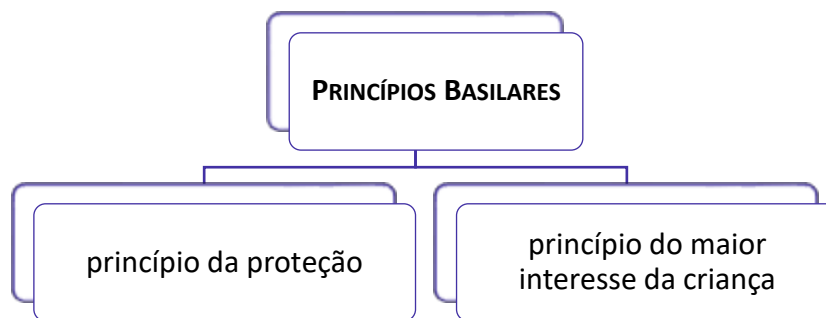 PRINCÍPIOS BASILARES
princípio da proteção
princípio do maior
interesse da criança